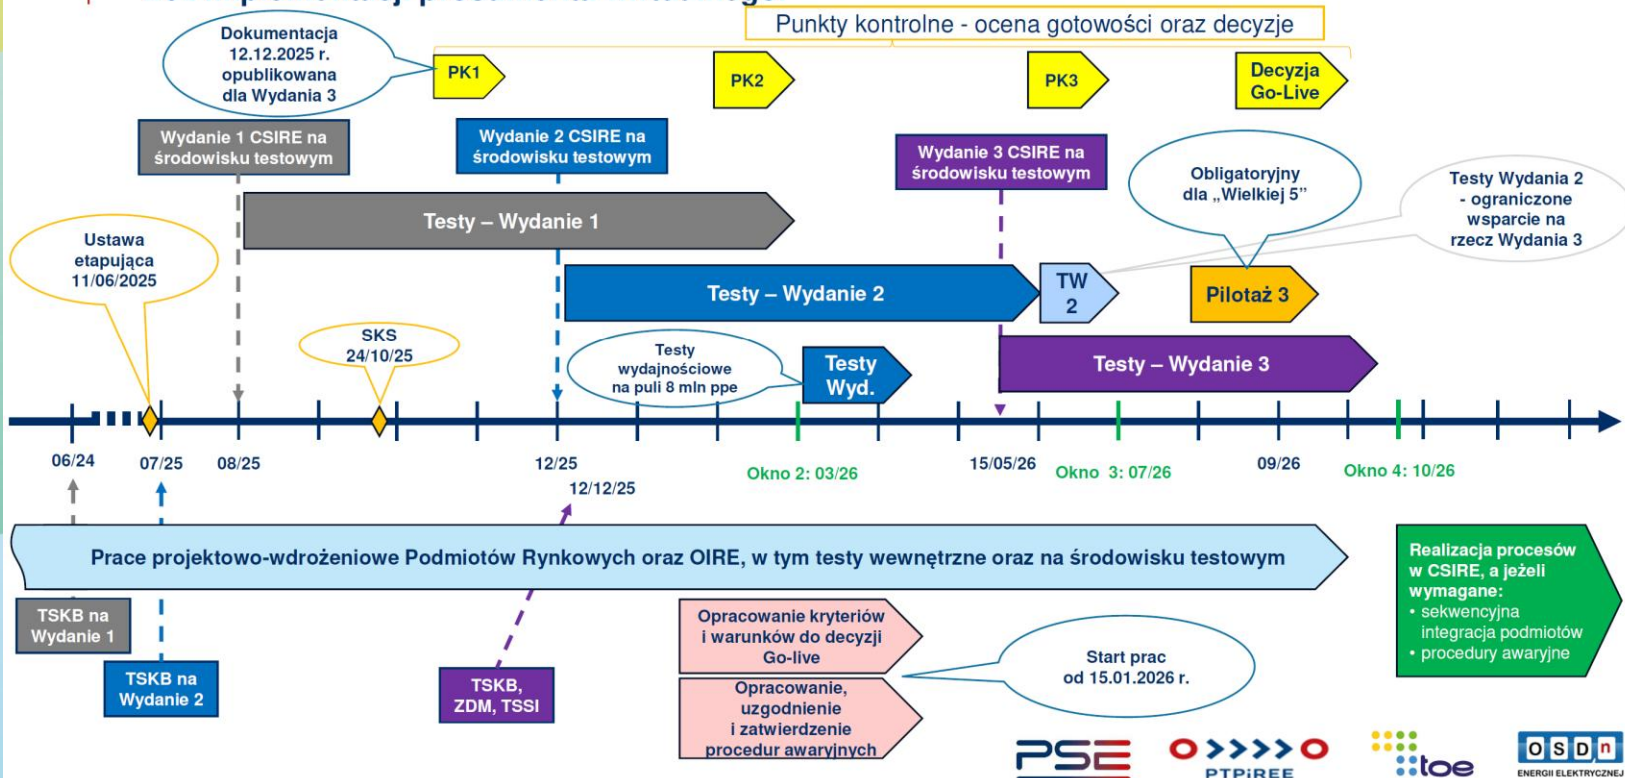 Punkty kontrolne - ocena gotowości oraz decyzje
Dokumentacja
12.12.2025 r.
opublikowana
dla Wydania 3
PK1
PK2
PK3
Decyzja
Go-Live
Wydanie 1 CSIRE na
środowisku testowym
Wydanie 2 CSIRE na
środowisku testowym
Wydanie 3 CSIRE na
środowisku testowym
Obligatoryjny
dla „Wielkiej 5”
Testy Wydania 2
- ograniczone
wsparcie na
rzecz Wydania 3
Testy – Wydanie 1
Ustawa
etapująca
11/06/2025
Testy – Wydanie 2
TW
2
Pilotaż 3
SKS
24/10/25
Testy
wydajnościowe
na puli 8 mln ppe
Testy
Wyd.
Testy – Wydanie 3
06/24
07/25
08/25
12/25
12/12/25
Okno 2: 03/26
15/05/26
Okno 3: 07/26
09/26
Okno 4: 10/26
Prace projektowo-wdrożeniowe Podmiotów Rynkowych oraz OIRE, w tym testy wewnętrzne oraz na środowisku testowym
Realizacja procesów
w CSIRE, a jeżeli
wymagane:
• sekwencyjna
integracja podmiotów
• procedury awaryjne
TSKB na
Wydanie 1
TSKB na
Wydanie 2
TSKB,
ZDM, TSSI
Opracowanie kryteriów
i warunków do decyzji
Go-live
Opracowanie,
uzgodnienie
i zatwierdzenie
procedur awaryjnych
Start prac
od 15.01.2026 r.
PSE
PTPiREE
toe
OSDn
ENERGII ELEKTRYCZNEJ